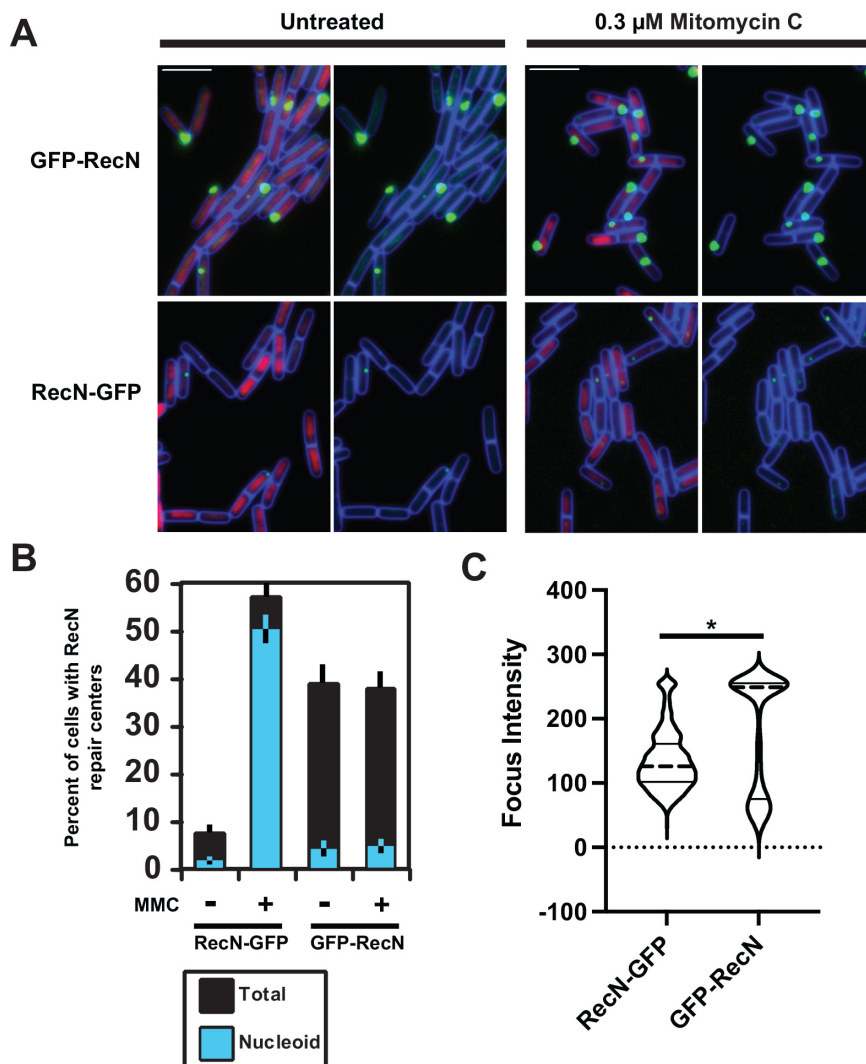 A
Untreated
0.3 µM Mitomycin C
GFP-RecN
RecN-GFP
B
Percent of cells with RecN
repair centers
60
50
40
30
20
10
0
MMC
- + - +
RecN-GFP GFP-RecN
Total
Nucleoid
C
Focus Intensity
400
300
200
100
0
-100
*
RecN-GFP
GFP-RecN